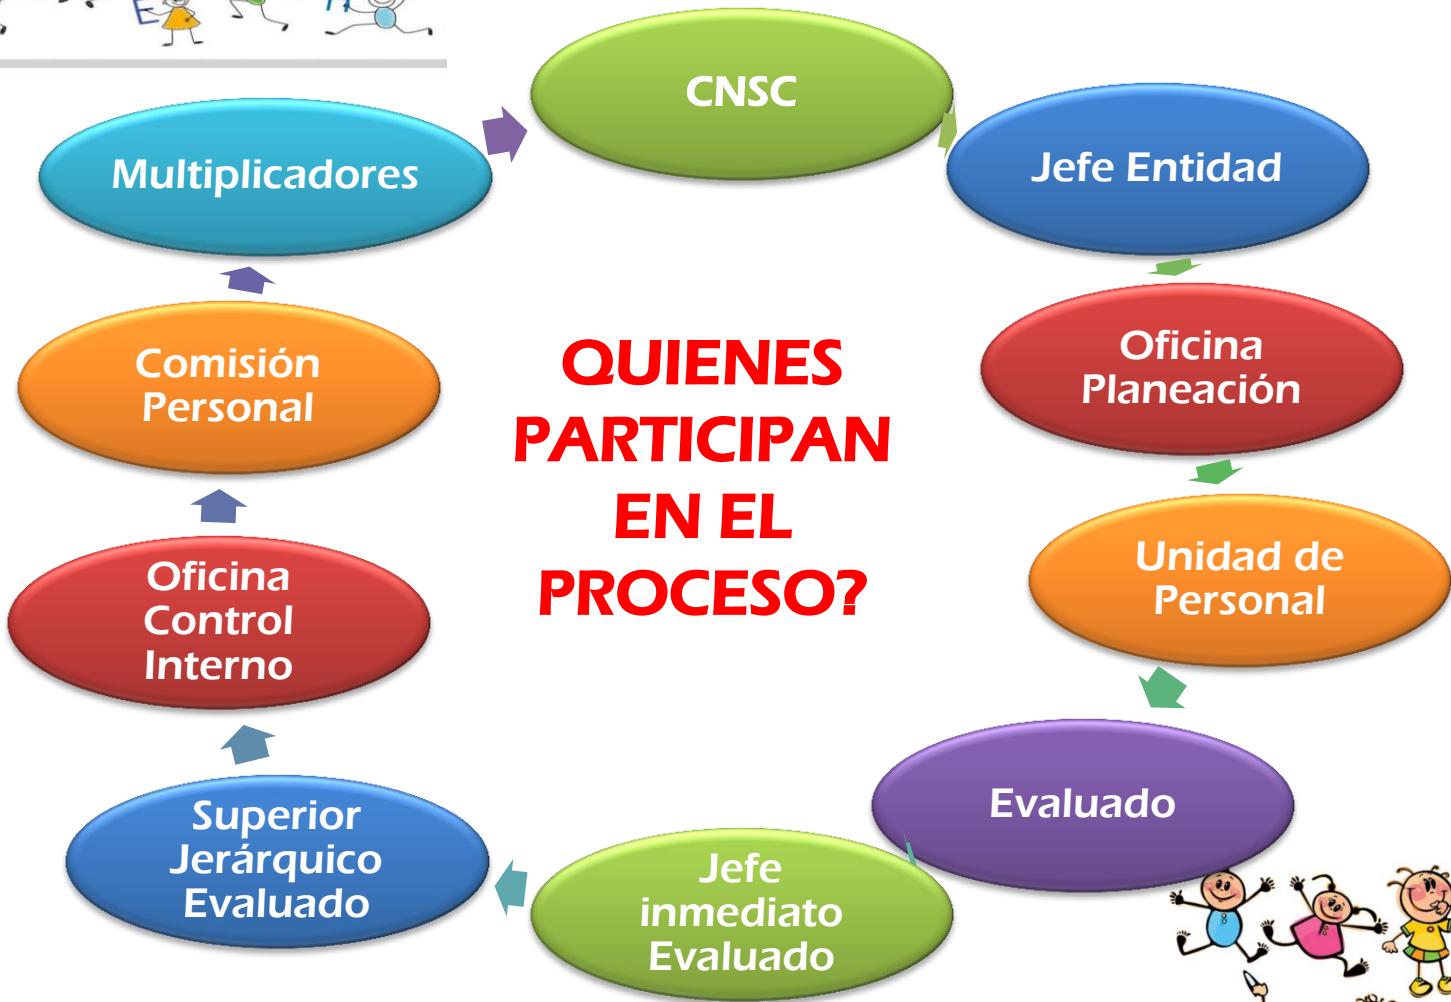 CNSC
Jefe Entidad
Oficina
Planeación
Unidad de
Personal
Evaluado
Jefe
inmediato
Evaluado
Superior
Jerárquico
Evaluado
Oficina
Control
Interno
Comisión
Personal
Multiplicadores
QUIENES
PARTICIPAN
EN EL
PROCESO?